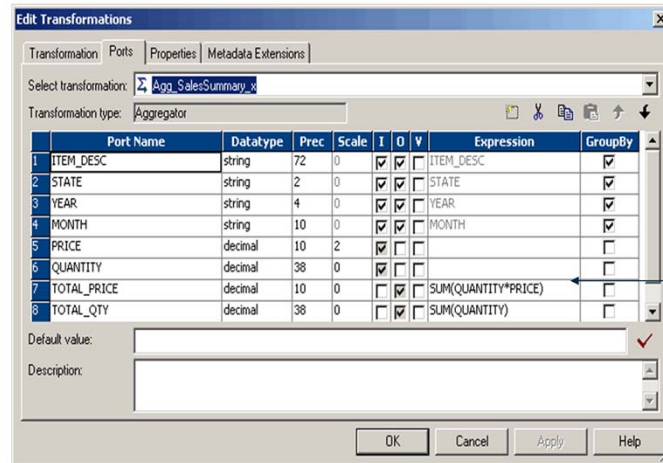 Edit Transformations
Transformation Ports Properties Metadata Extensions
Select transformation: Σ Agg_SalesSummary_x
Transformation type: Aggregator
Port Name Datatype Prec Scale I O V Expression GroupBy
1 ITEM_DESC string 72 0 ITEM_DESC
2 STATE string 2 0 STATE
3 YEAR string 4 0 YEAR
4 MONTH string 10 0 MONTH
5 PRICE decimal 10 2
6 QUANTITY decimal 38 0
7 TOTAL_PRICE decimal 10 0 SUM(QUANTITY*PRICE)
8 TOTAL_QTY decimal 38 0 SUM(QUANTITY)
Default value:
Description:
OK Cancel Apply Help